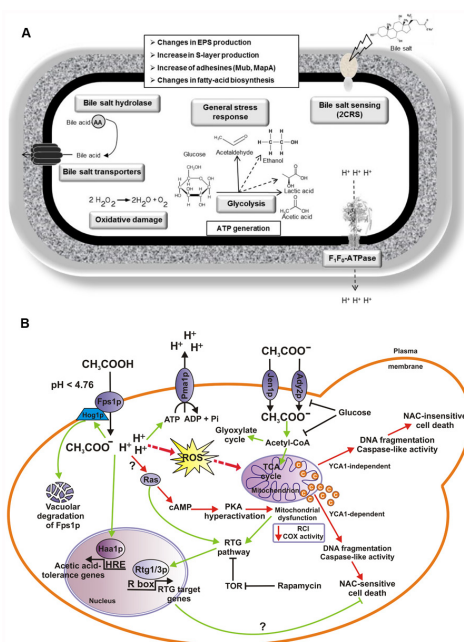 A
➢ Changes in EPS production
➢ Increase in S-layer production
➢ Increase of adhesines (Mub, MapA)
➢ Changes in fatty-acid biosynthesis
Bile salt
Bile salt hydrolase
Bile acid AA
Bile acid
Bile salt transporters
2 H₂O₂ → 2H₂O + O₂
Oxidative damage
General stress
response
Acetaldehyde
Ethanol
Glucose
Lactic acid
Glycolysis
Acetic acid
ATP generation
Bile salt sensing
(2CRS)
H⁺ H⁺ H⁺
F₁F₀-ATPase
H⁺ H⁺ H⁺
B
CH₃COOH
pH < 4.76
Fps1p
Hog1p
CH₃COO⁻
H⁺ H⁺
H⁺ H⁺
Vacuolar
degradation
of Fps1p
H⁺
H⁺ H⁺
Pma1p
ATP ADP + Pi
CH₃COO⁻
Jen1p
Ady2p
CH₃COO⁻
Plasma
membrane
Glucose
Glyoxylate
cycle
Acetyl-CoA
ROS
TCA
cycle
Mitochondrion
C C C C C C C
NAC-insensitive
cell death
DNA fragmentation
Caspase-like activity
YCA1-independent
YCA1-dependent
?
Ras
cAMP
PKA
hyperactivation
Mitochondrial
dysfunction
RCI
COX activity
DNA fragmentation
Caspase-like activity
NAC-sensitive
cell death
RTG
pathway
TOR
Rapamycin
Haa1p
HRE
Acetic acid-
tolerance genes
Rtg1/3p
R box
RTG target
genes
Nucleus
?